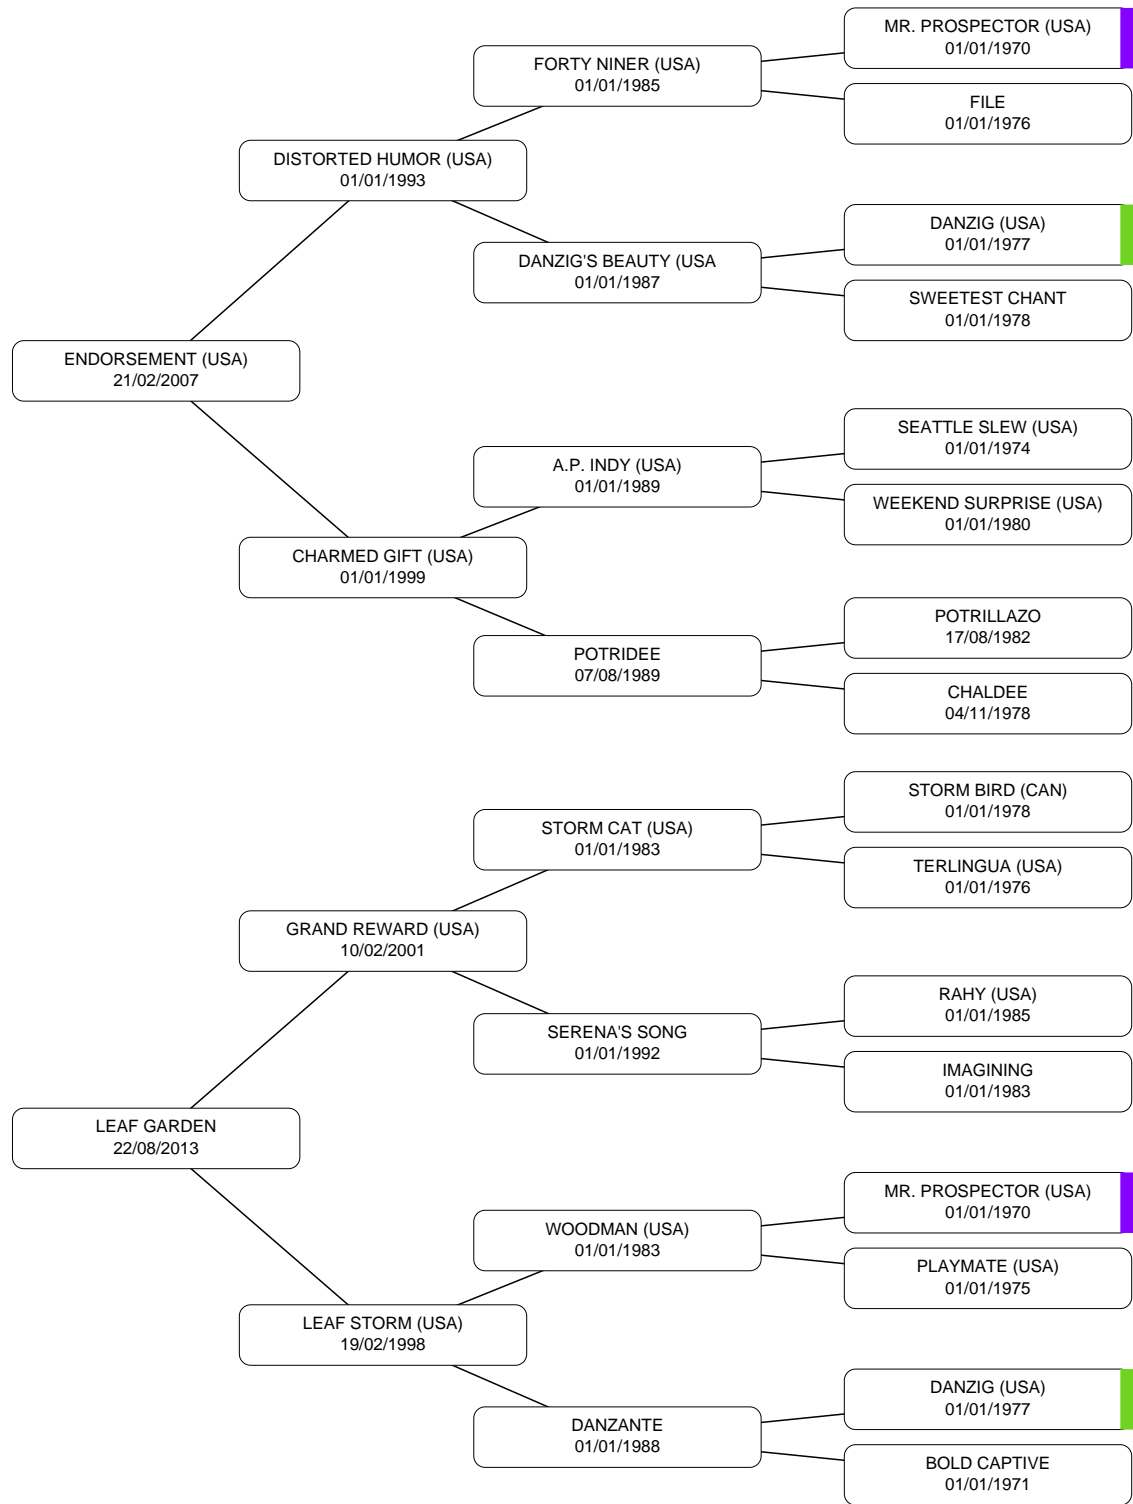 MR. PROSPECTOR (USA)
01/01/1970
FORTY NINER (USA)
01/01/1985
FILE
01/01/1976
DISTORTED HUMOR (USA)
01/01/1993
DANZIG (USA)
01/01/1977
DANZIG'S BEAUTY (USA
01/01/1987
SWEETEST CHANT
01/01/1978
ENDORSEMENT (USA)
21/02/2007
SEATTLE SLEW (USA)
01/01/1974
A.P. INDY (USA)
01/01/1989
WEEKEND SURPRISE (USA)
01/01/1980
CHARMED GIFT (USA)
01/01/1999
POTRILLAZO
17/08/1982
POTRIDEE
07/08/1989
CHALDEE
04/11/1978
STORM BIRD (CAN)
01/01/1978
STORM CAT (USA)
01/01/1983
TERLINGUA (USA)
01/01/1976
GRAND REWARD (USA)
10/02/2001
RAHY (USA)
01/01/1985
SERENA'S SONG
01/01/1992
IMAGINING
01/01/1983
LEAF GARDEN
22/08/2013
MR. PROSPECTOR (USA)
01/01/1970
WOODMAN (USA)
01/01/1983
PLAYMATE (USA)
01/01/1975
LEAF STORM (USA)
19/02/1998
DANZIG (USA)
01/01/1977
DANZANTE
01/01/1988
BOLD CAPTIVE
01/01/1971